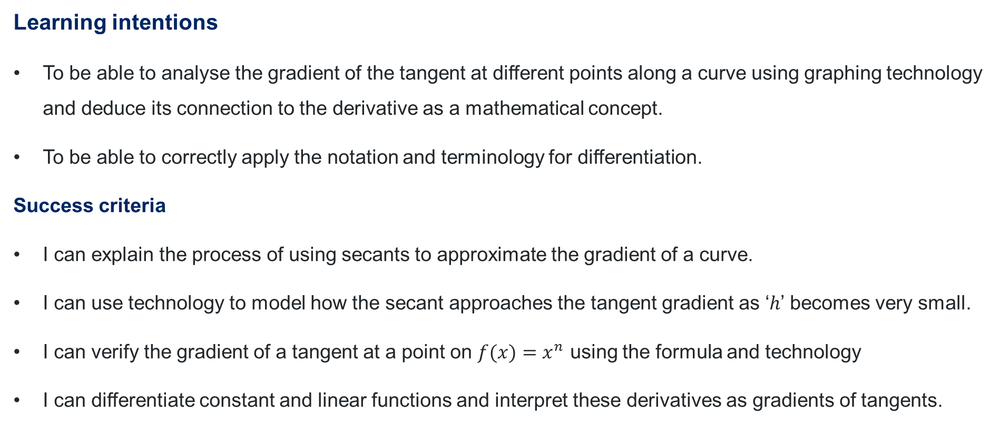 Learning intentions
• To be able to analyse the gradient of the tangent at different points along a curve using graphing technology
and deduce its connection to the derivative as a mathematical concept.
• To be able to correctly apply the notation and terminology for differentiation.
Success criteria
• I can explain the process of using secants to approximate the gradient of a curve.
• I can use technology to model how the secant approaches the tangent gradient as ‘ℎ’ becomes very small.
• I can verify the gradient of a tangent at a point on 𝑓(𝑥) = 𝑥ⁿ using the formula and technology
• I can differentiate constant and linear functions and interpret these derivatives as gradients of tangents.